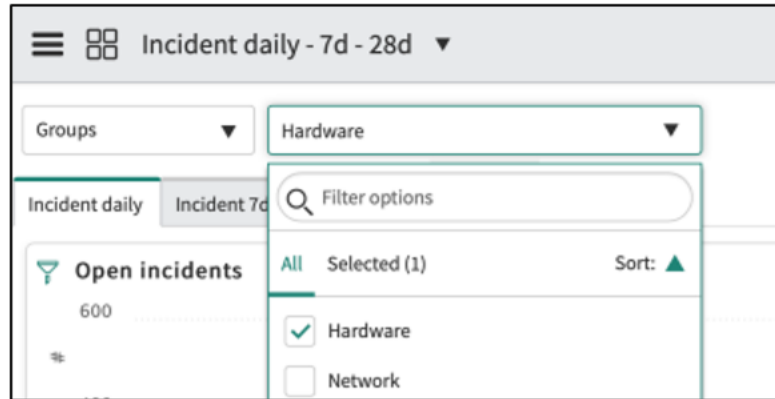 Incident daily - 7d - 28d ▼
Groups ▼ Hardware ▼
Incident daily Incident 7d
Filter options
Open incidents
All Selected (1) Sort: ▲
600
Hardware
#
Network